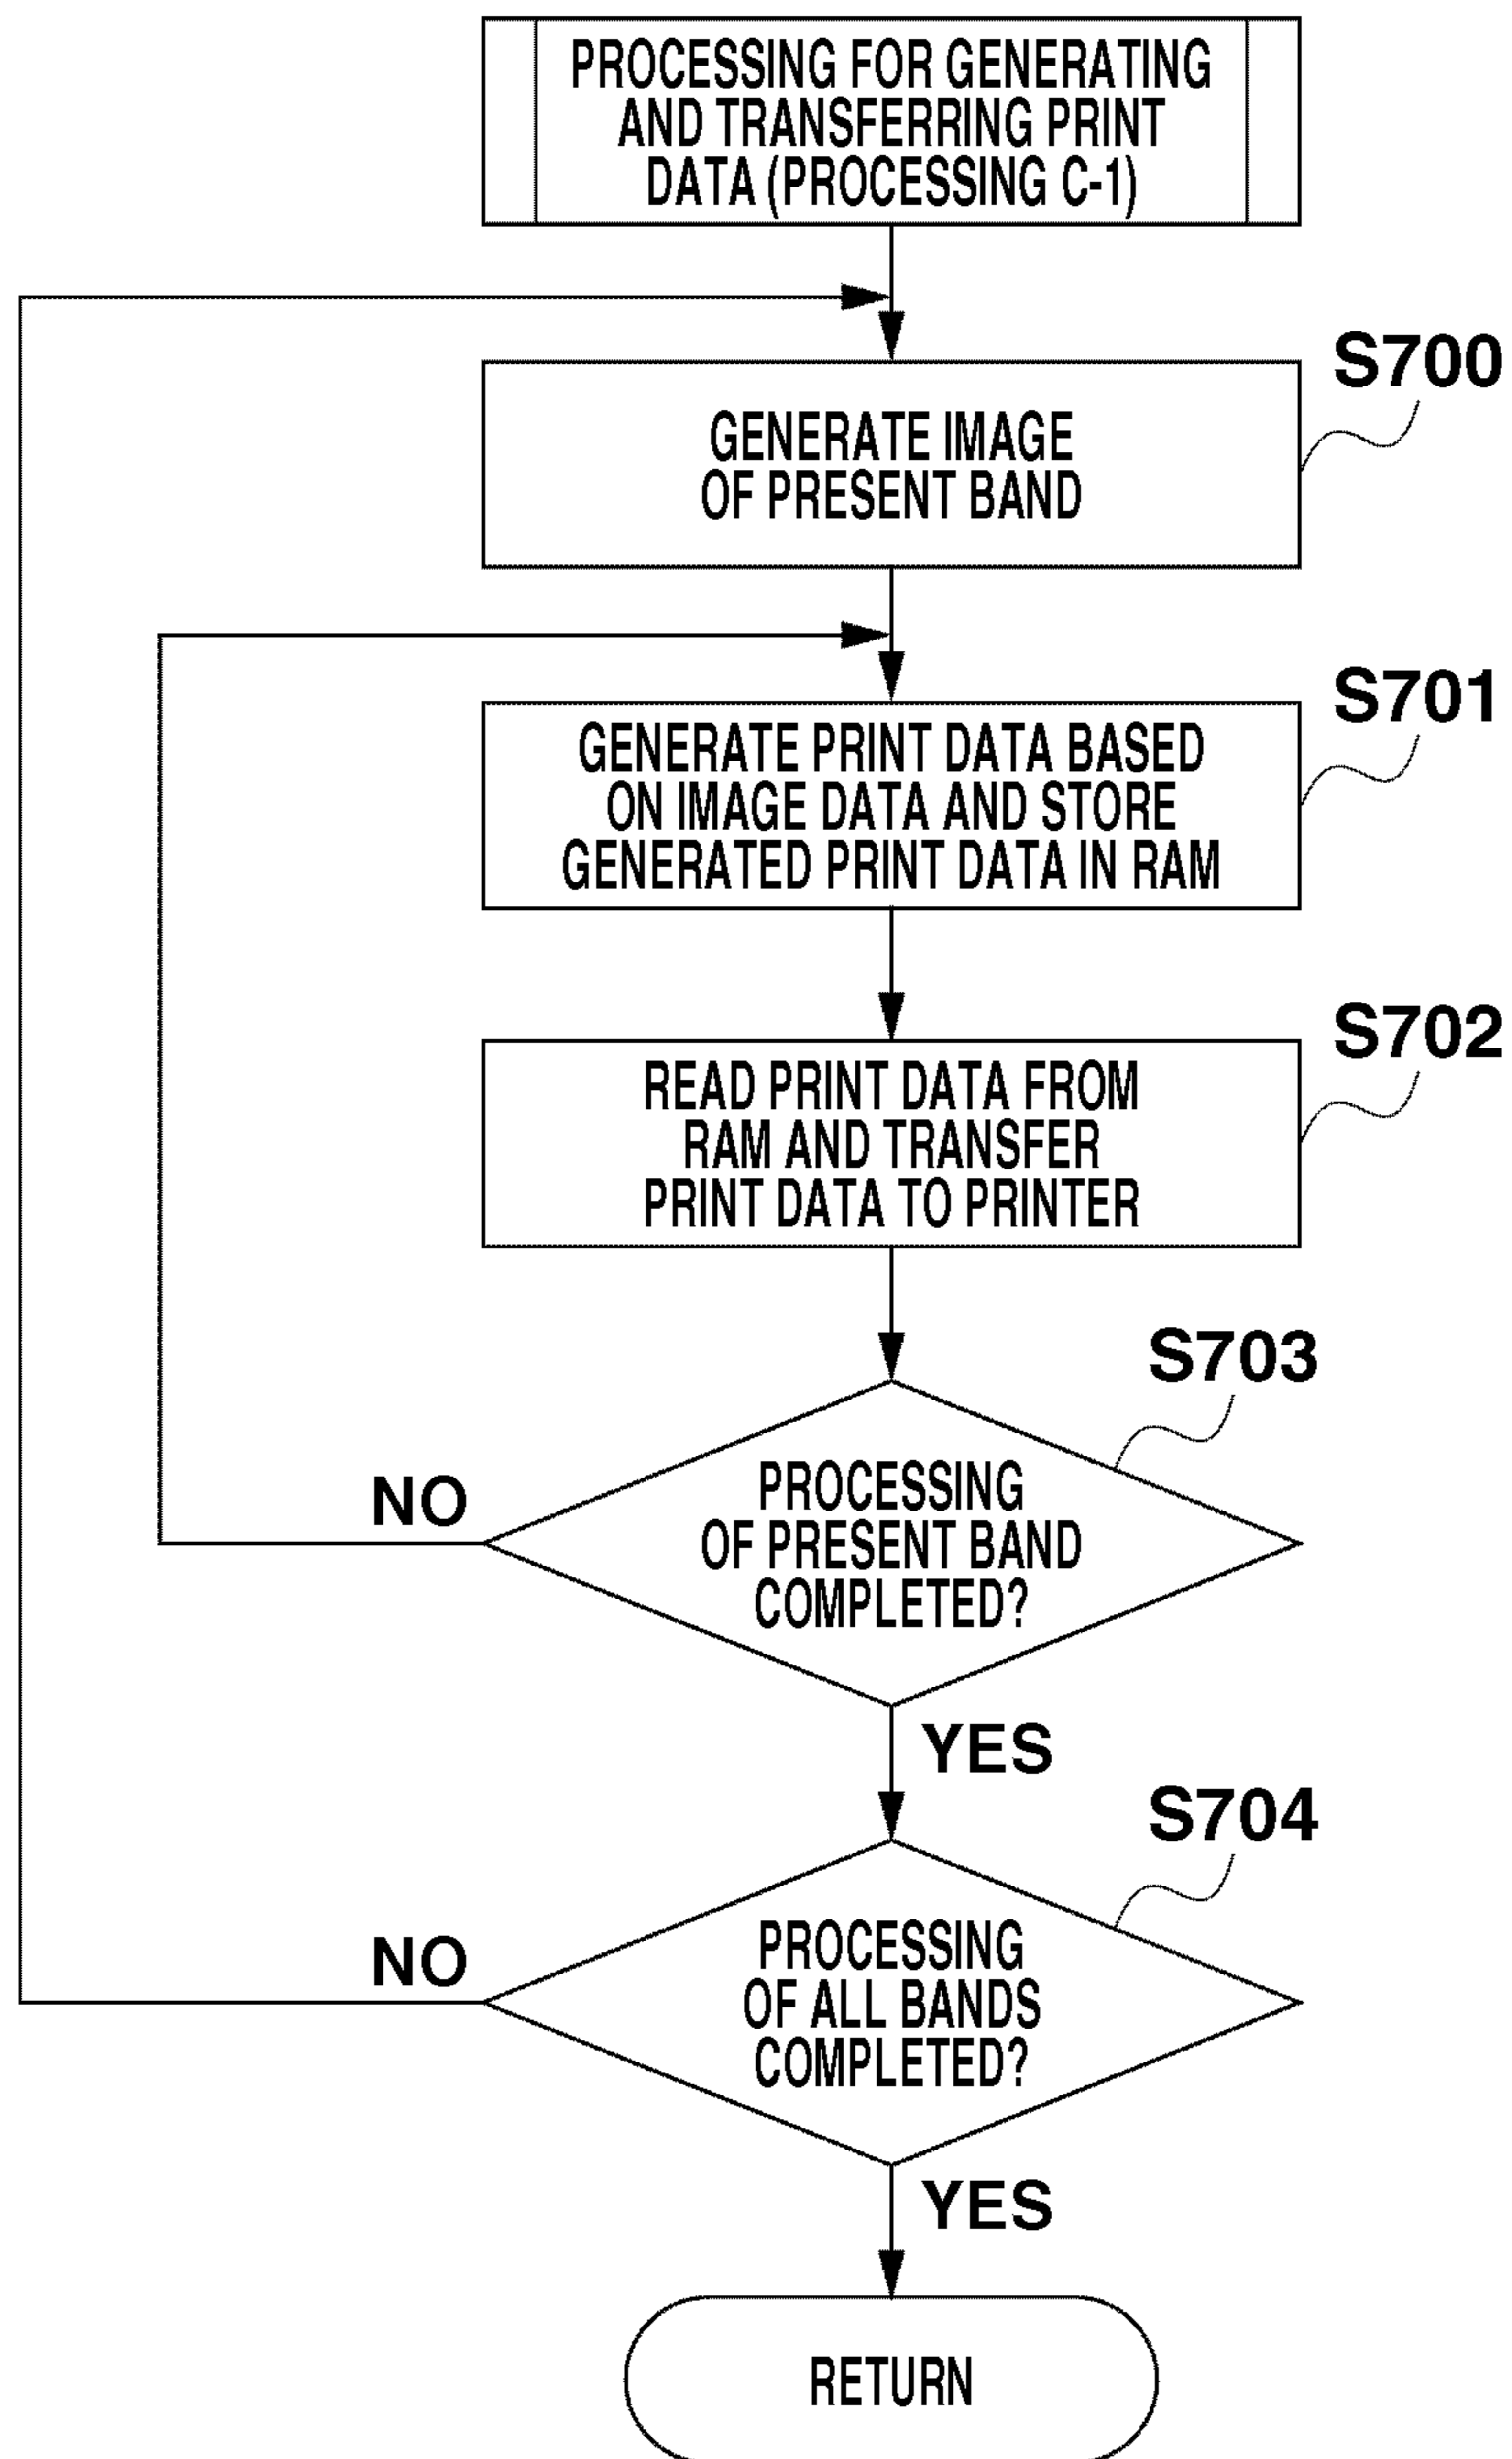 PROCESSING FOR GENERATING
AND TRANSFERRING PRINT
DATA (PROCESSING C-1)
S700
GENERATE IMAGE
OF PRESENT BAND
S701
GENERATE PRINT DATA BASED
ON IMAGE DATA AND STORE
GENERATED PRINT DATA IN RAM
S702
READ PRINT DATA FROM
RAM AND TRANSFER
PRINT DATA TO PRINTER
S703
PROCESSING
OF PRESENT BAND
COMPLETED?
NO
YES
S704
PROCESSING
OF ALL BANDS
COMPLETED?
NO
YES
RETURN